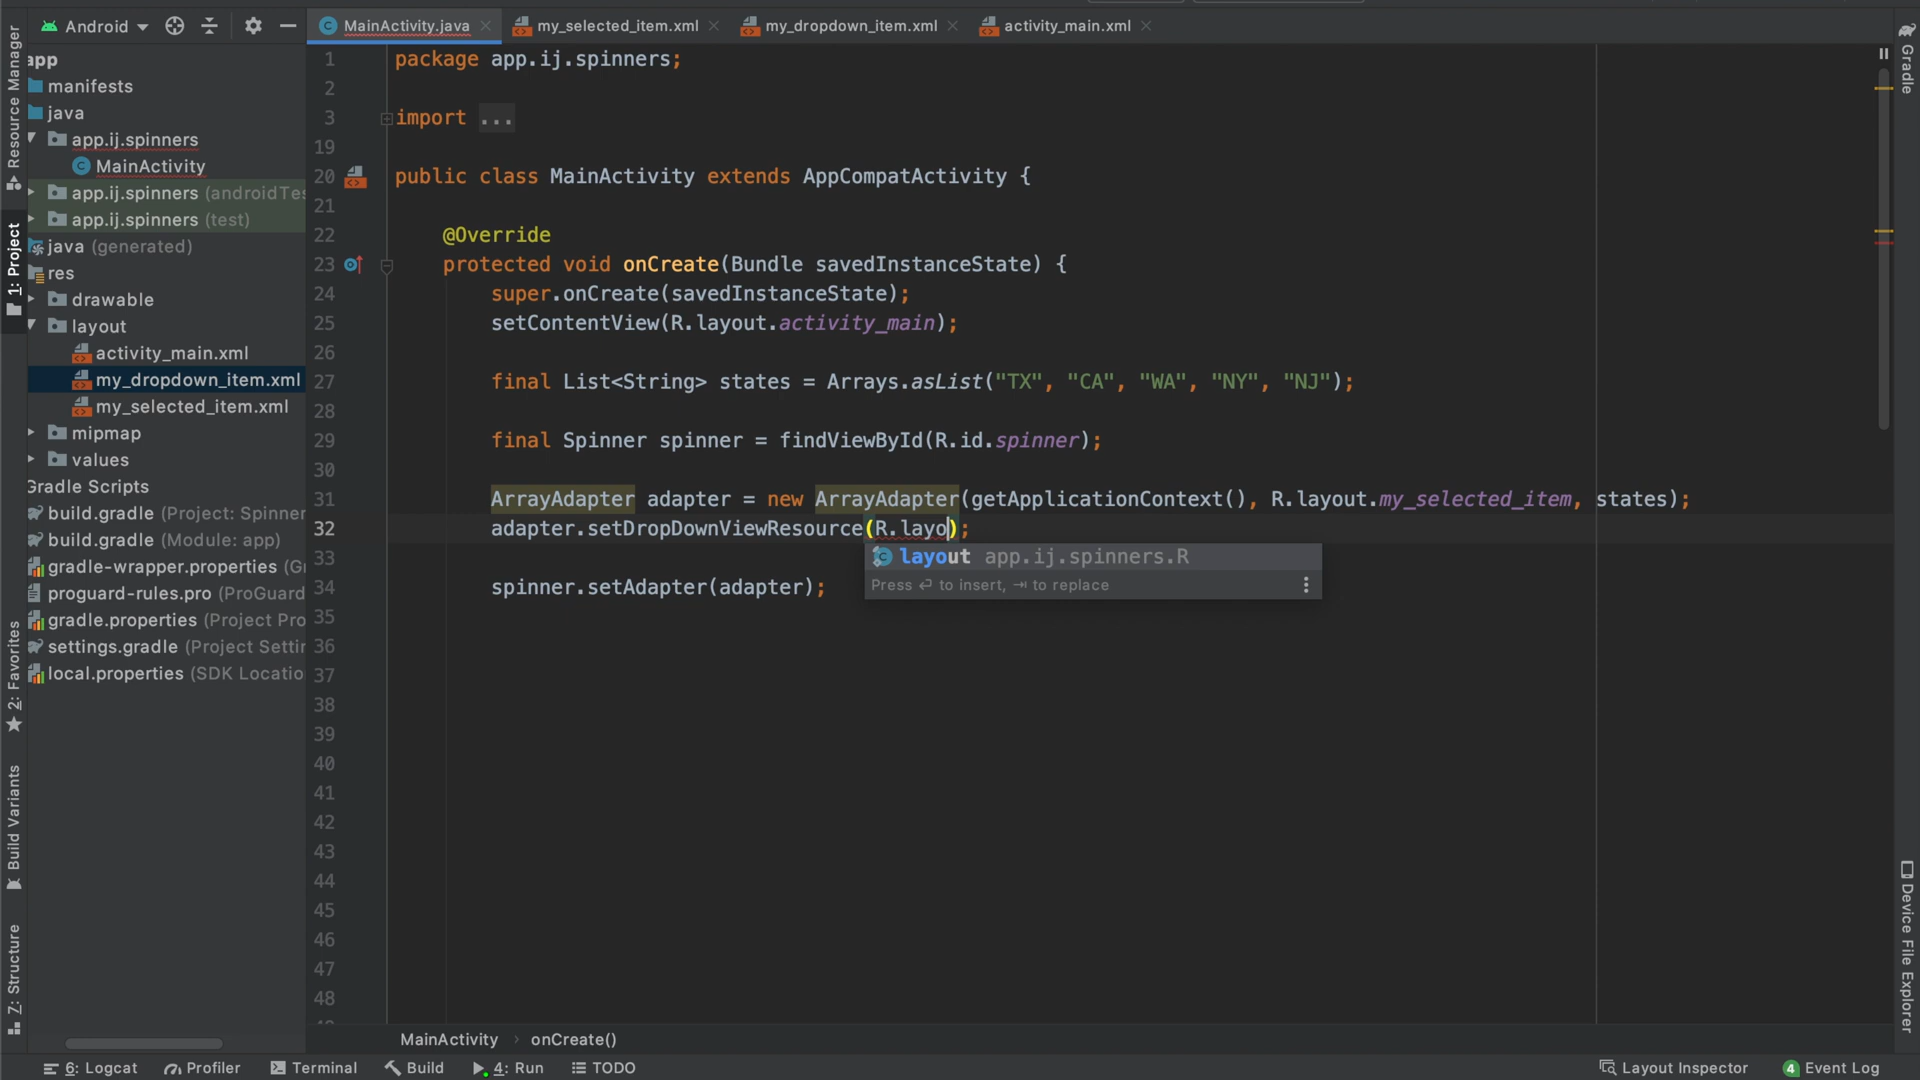 Android
MainActivity.java
my_selected_item.xml
my_dropdown_item.xml
activity_main.xml
Resource Manager
1: Project
2: Favorites
Build Variants
Z: Structure
app
manifests
java
app.ij.spinners
MainActivity
app.ij.spinners (androidTes
app.ij.spinners (test)
java (generated)
res
drawable
layout
activity_main.xml
my_dropdown_item.xml
my_selected_item.xml
mipmap
values
Gradle Scripts
build.gradle (Project: Spinner
build.gradle (Module: app)
gradle-wrapper.properties (G
proguard-rules.pro (ProGuard
gradle.properties (Project Pro
settings.gradle (Project Settin
local.properties (SDK Locatio
1 package app.ij.spinners;
2
3 import ...
19
20 public class MainActivity extends AppCompatActivity {
21
22 @Override
23 protected void onCreate(Bundle savedInstanceState) {
24 super.onCreate(savedInstanceState);
25 setContentView(R.layout.activity_main);
26
27 final List<String> states = Arrays.asList("TX", "CA", "WA", "NY", "NJ");
28
29 final Spinner spinner = findViewById(R.id.spinner);
30
31 ArrayAdapter adapter = new ArrayAdapter(getApplicationContext(), R.layout.my_selected_item, states);
32 adapter.setDropDownViewResource(R.layo);
layout app.ij.spinners.R
33
Press ⏎ to insert, ⇥ to replace
34 spinner.setAdapter(adapter);
35
36
37
38
39
40
41
42
43
44
45
46
47
48
Gradle
Device File Explorer
MainActivity › onCreate()
6: Logcat
Profiler
Terminal
Build
4: Run
TODO
Layout Inspector
4 Event Log